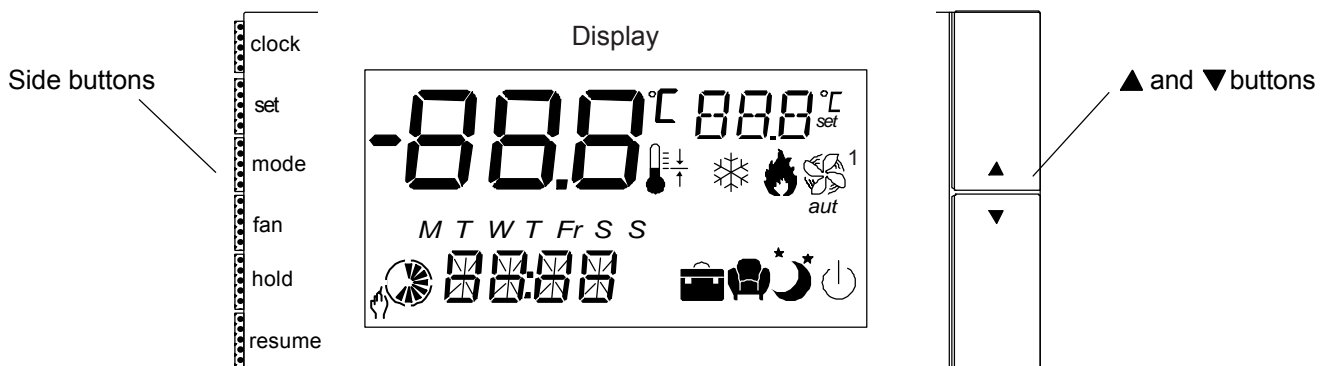 Display
Side buttons
clock
set
mode
fan
hold
resume
-88.8 °C
88.8 °C
set
1
aut
M T W T Fr S S
88:88
▲ and ▼ buttons
▲
▼